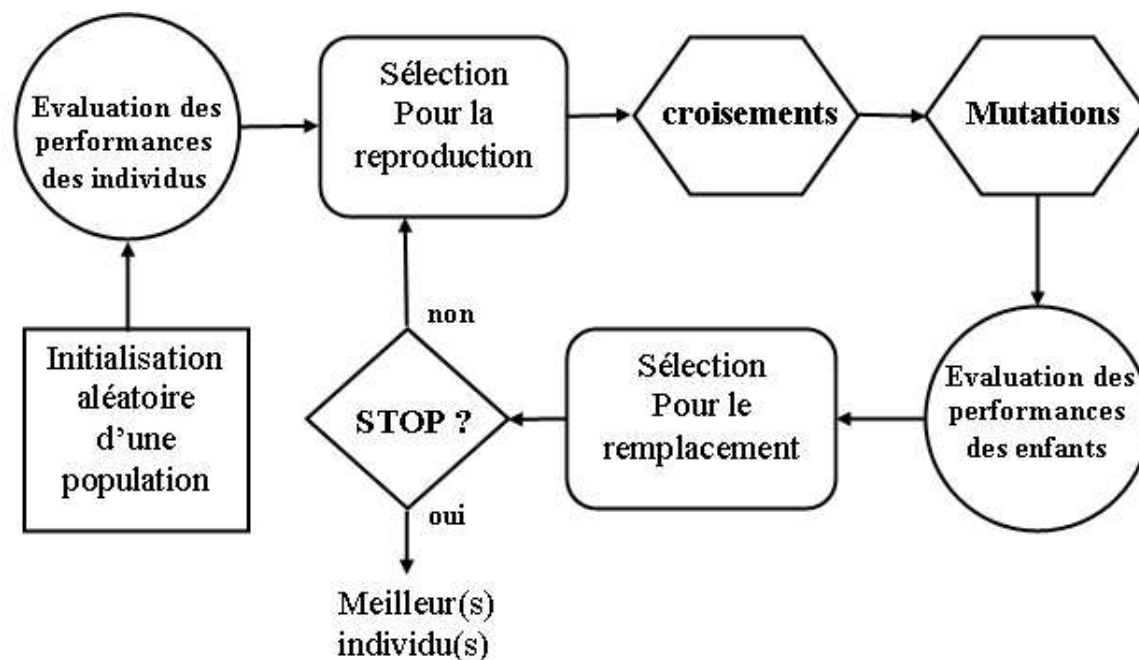 Evaluation des
performances
des individus
Sélection
Pour la
reproduction
croisements
Mutations
Initialisation
aléatoire
d'une
population
non
STOP ?
oui
Sélection
Pour le
remplacement
Evaluation des
performances
des enfants
Meilleur(s)
individu(s)